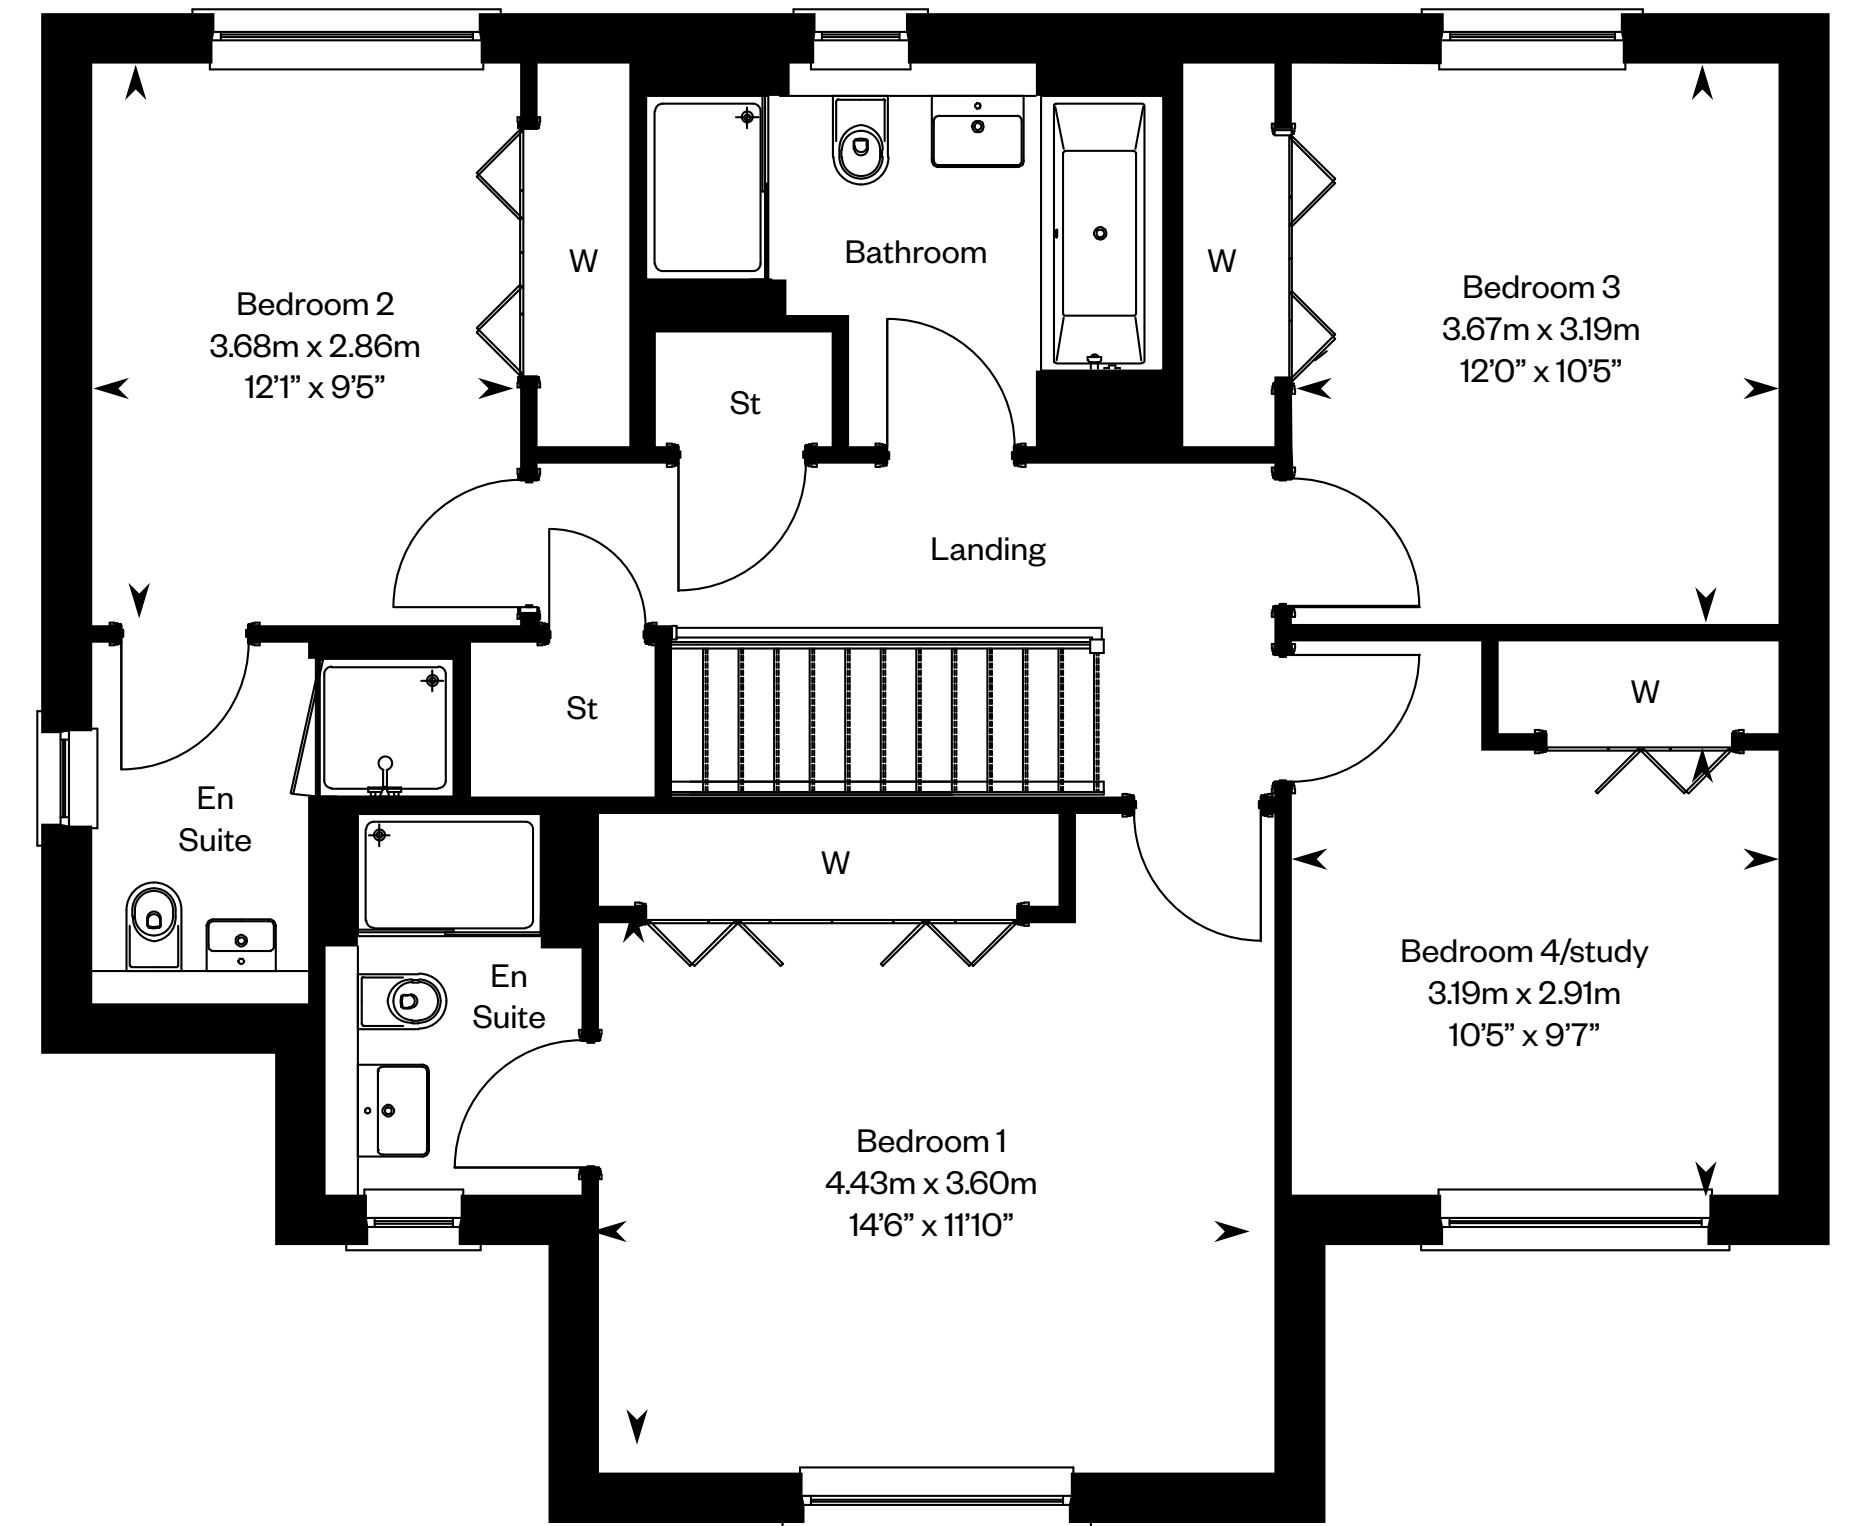 Bedroom 2
3.68m x 2.86m
12’1” x 9’5”
W
Bathroom
W
Bedroom 3
3.67m x 3.19m
12’0” x 10’5”
St
Landing
St
W
En
Suite
W
En
Suite
Bedroom 4/study
3.19m x 2.91m
10’5” x 9’7”
Bedroom 1
4.43m x 3.60m
14’6” x 11’10”